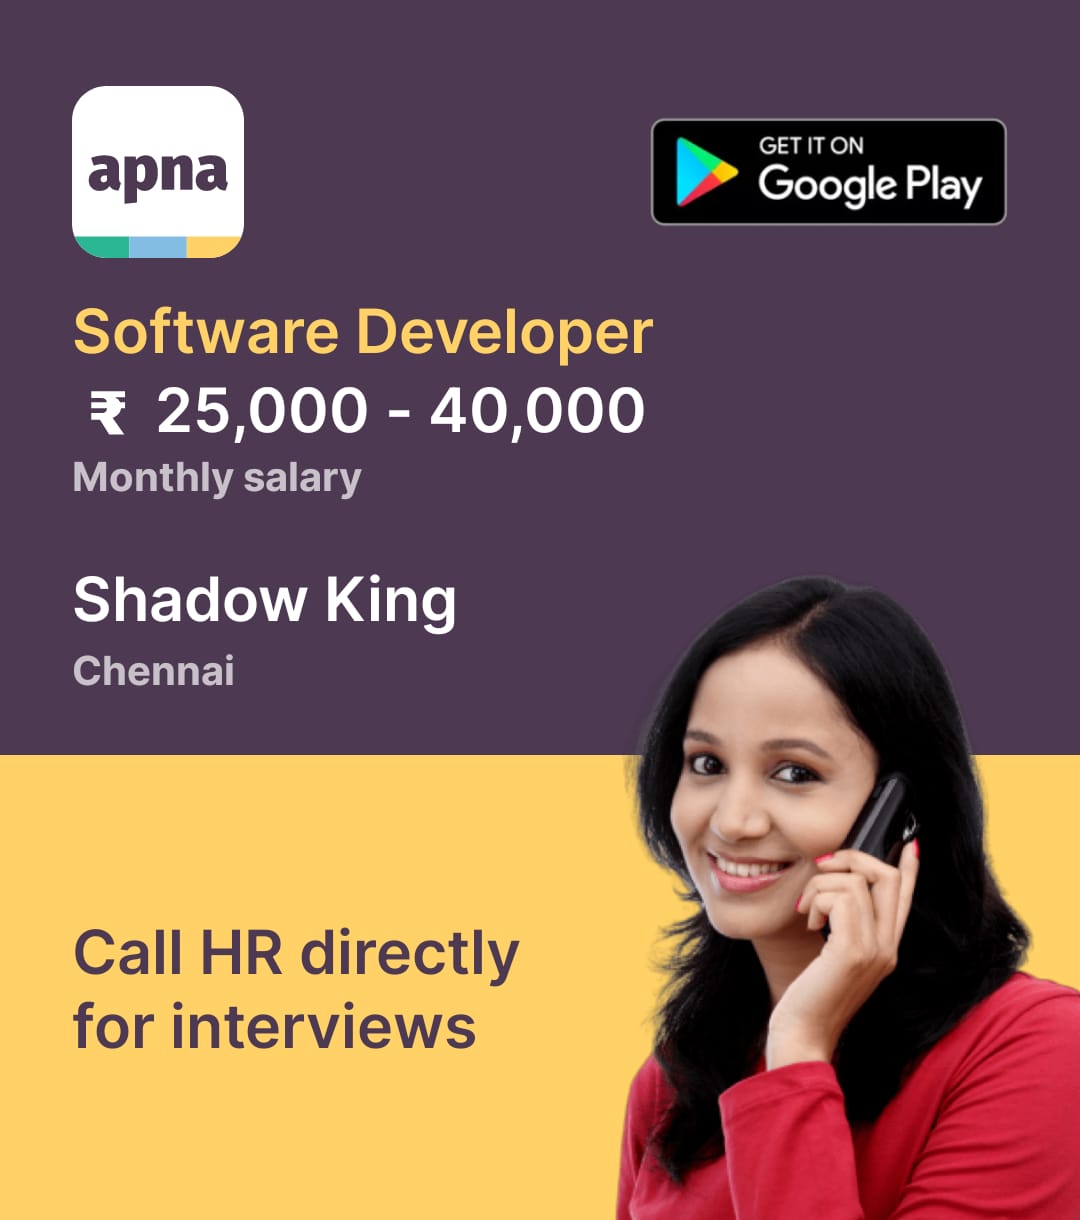 apna
GET IT ON
Google Play
Software Developer
₹ 25,000 - 40,000
Monthly salary
Shadow King
Chennai
Call HR directly
for interviews